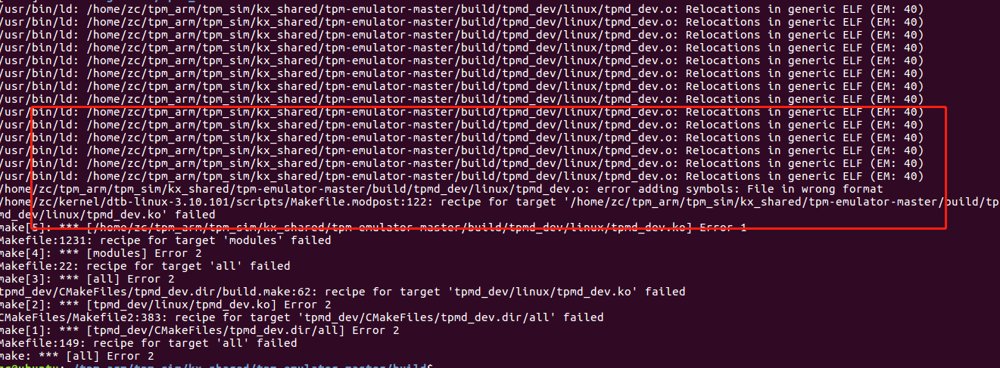 /usr/bin/ld: /home/zc/tpm_arm/tpm_sim/kx_shared/tpm-emulator-master/build/tpmd_dev/linux/tpmd_dev.o: Relocations in generic ELF (EM: 40)
/usr/bin/ld: /home/zc/tpm_arm/tpm_sim/kx_shared/tpm-emulator-master/build/tpmd_dev/linux/tpmd_dev.o: Relocations in generic ELF (EM: 40)
/usr/bin/ld: /home/zc/tpm_arm/tpm_sim/kx_shared/tpm-emulator-master/build/tpmd_dev/linux/tpmd_dev.o: Relocations in generic ELF (EM: 40)
/usr/bin/ld: /home/zc/tpm_arm/tpm_sim/kx_shared/tpm-emulator-master/build/tpmd_dev/linux/tpmd_dev.o: Relocations in generic ELF (EM: 40)
/usr/bin/ld: /home/zc/tpm_arm/tpm_sim/kx_shared/tpm-emulator-master/build/tpmd_dev/linux/tpmd_dev.o: Relocations in generic ELF (EM: 40)
/usr/bin/ld: /home/zc/tpm_arm/tpm_sim/kx_shared/tpm-emulator-master/build/tpmd_dev/linux/tpmd_dev.o: Relocations in generic ELF (EM: 40)
/usr/bin/ld: /home/zc/tpm_arm/tpm_sim/kx_shared/tpm-emulator-master/build/tpmd_dev/linux/tpmd_dev.o: Relocations in generic ELF (EM: 40)
/usr/bin/ld: /home/zc/tpm_arm/tpm_sim/kx_shared/tpm-emulator-master/build/tpmd_dev/linux/tpmd_dev.o: Relocations in generic ELF (EM: 40)
/usr/bin/ld: /home/zc/tpm_arm/tpm_sim/kx_shared/tpm-emulator-master/build/tpmd_dev/linux/tpmd_dev.o: Relocations in generic ELF (EM: 40)
/usr/bin/ld: /home/zc/tpm_arm/tpm_sim/kx_shared/tpm-emulator-master/build/tpmd_dev/linux/tpmd_dev.o: Relocations in generic ELF (EM: 40)
/usr/bin/ld: /home/zc/tpm_arm/tpm_sim/kx_shared/tpm-emulator-master/build/tpmd_dev/linux/tpmd_dev.o: Relocations in generic ELF (EM: 40)
/usr/bin/ld: /home/zc/tpm_arm/tpm_sim/kx_shared/tpm-emulator-master/build/tpmd_dev/linux/tpmd_dev.o: Relocations in generic ELF (EM: 40)
/usr/bin/ld: /home/zc/tpm_arm/tpm_sim/kx_shared/tpm-emulator-master/build/tpmd_dev/linux/tpmd_dev.o: Relocations in generic ELF (EM: 40)
/usr/bin/ld: /home/zc/tpm_arm/tpm_sim/kx_shared/tpm-emulator-master/build/tpmd_dev/linux/tpmd_dev.o: Relocations in generic ELF (EM: 40)
/home/zc/tpm_arm/tpm_sim/kx_shared/tpm-emulator-master/build/tpmd_dev/linux/tpmd_dev.o: error adding symbols: File in wrong format
/home/zc/kernel/dtb-linux-3.10.101/scripts/Makefile.modpost:122: recipe for target '/home/zc/tpm_arm/tpm_sim/kx_shared/tpm-emulator-master/build/tp
md_dev/linux/tpmd_dev.ko' failed
make[5]: *** [/home/zc/tpm_arm/tpm_sim/kx_shared/tpm-emulator-master/build/tpmd_dev/linux/tpmd_dev.ko] Error 1
Makefile:1231: recipe for target 'modules' failed
make[4]: *** [modules] Error 2
Makefile:22: recipe for target 'all' failed
make[3]: *** [all] Error 2
tpmd_dev/CMakeFiles/tpmd_dev.dir/build.make:62: recipe for target 'tpmd_dev/linux/tpmd_dev.ko' failed
make[2]: *** [tpmd_dev/linux/tpmd_dev.ko] Error 2
CMakeFiles/Makefile2:383: recipe for target 'tpmd_dev/CMakeFiles/tpmd_dev.dir/all' failed
make[1]: *** [tpmd_dev/CMakeFiles/tpmd_dev.dir/all] Error 2
Makefile:149: recipe for target 'all' failed
make: *** [all] Error 2
zc@ubuntu: /tpm_arm/tpm_sim/kx_shared/tpm-emulator-master/build$